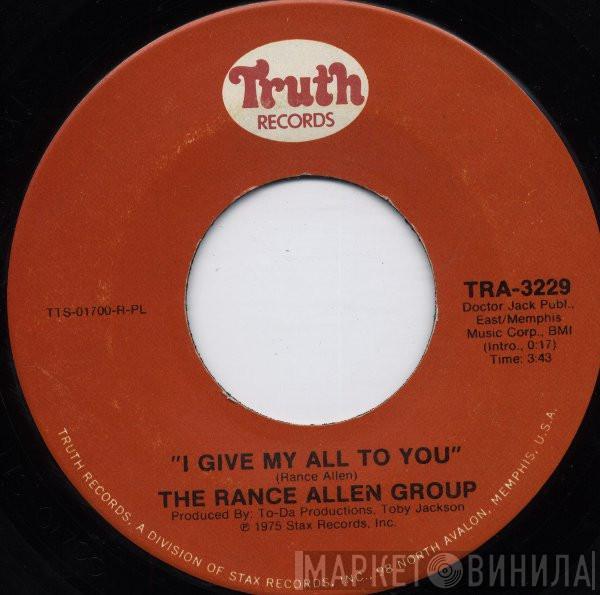 Truth
RECORDS
TTS-01700-R-PL
TRA-3229
Doctor Jack Publ.,
East/Memphis
Music Corp., BMI
(Intro., 0:17)
Time: 3:43
"I GIVE MY ALL TO YOU"
(Rance Allen)
THE RANCE ALLEN GROUP
Produced By: To-Da Productions, Toby Jackson
℗ 1975 Stax Records, Inc.
TRUTH RECORDS, A DIVISION OF STAX RECORDS, INC., 98 NORTH AVALON, MEMPHIS, U.S.A.
МАРКЕТ ВИНИЛА